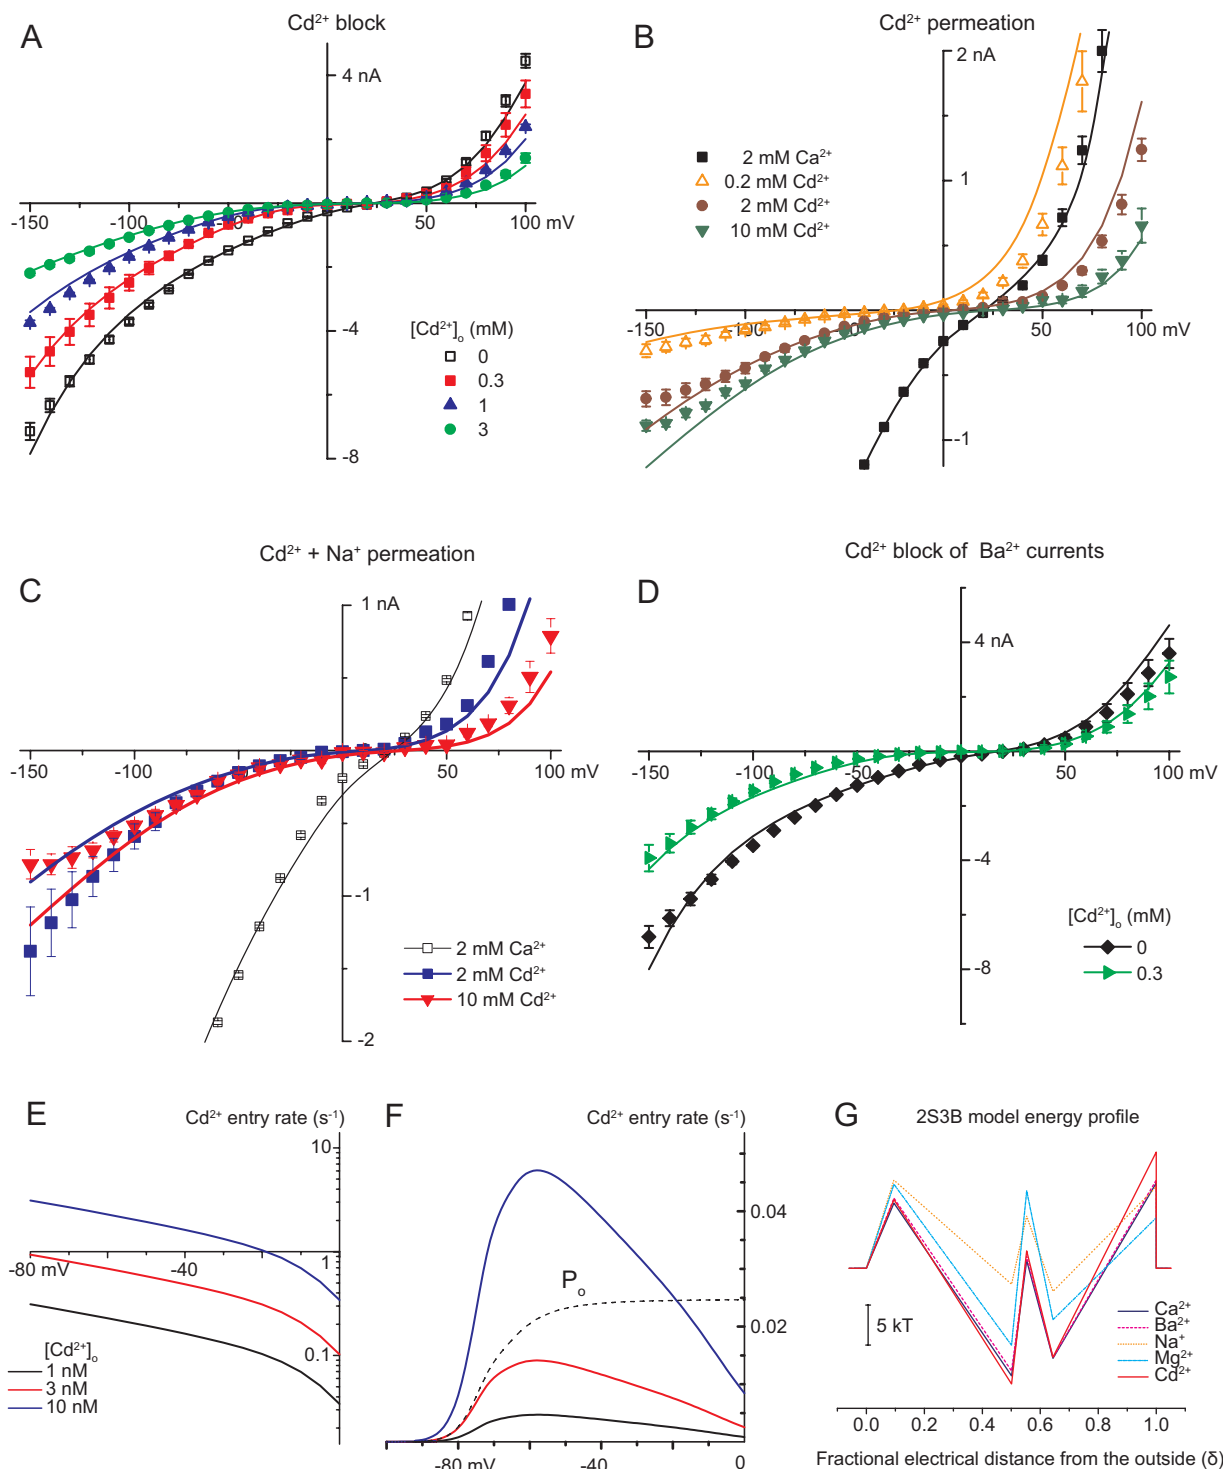 A
Cd²⁺ block
4 nA
-150
-100
-50
50
100 mV
-4
-8
[Cd²⁺]ₒ (mM)
0
0.3
1
3
B
Cd²⁺ permeation
2 nA
1
2 mM Ca²⁺
0.2 mM Cd²⁺
2 mM Cd²⁺
10 mM Cd²⁺
-150
-100
50
100 mV
-1
C
Cd²⁺ + Na⁺ permeation
1 nA
-150
-100
-50
50
100 mV
-1
-2
2 mM Ca²⁺
2 mM Cd²⁺
10 mM Cd²⁺
D
Cd²⁺ block of Ba²⁺ currents
4 nA
-150
-100
-50
50
100 mV
-4
-8
[Cd²⁺]ₒ (mM)
0
0.3
E
Cd²⁺ entry rate (s⁻¹)
10
1
0.1
-80 mV
-40
[Cd²⁺]ₒ
1 nM
3 nM
10 nM
F
Cd²⁺ entry rate (s⁻¹)
0.04
0.02
Pₒ
-80 mV
-40
0
G
2S3B model energy profile
5 kT
Ca²⁺
Ba²⁺
Na⁺
Mg²⁺
Cd²⁺
0.0
0.2
0.4
0.6
0.8
1.0
Fractional electrical distance from the outside (δ)